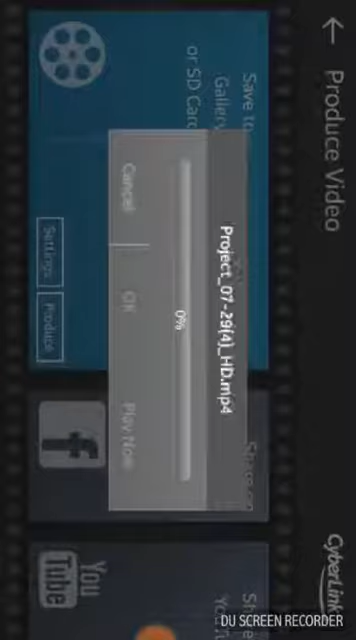 Produce Video
CyberLink
Save to
Gallery
or SD Card
Settings
Produce
Project_07-29(4)_HD.mp4
0%
Cancel
OK
Play Now
You
Tube
DU SCREEN RECORDER